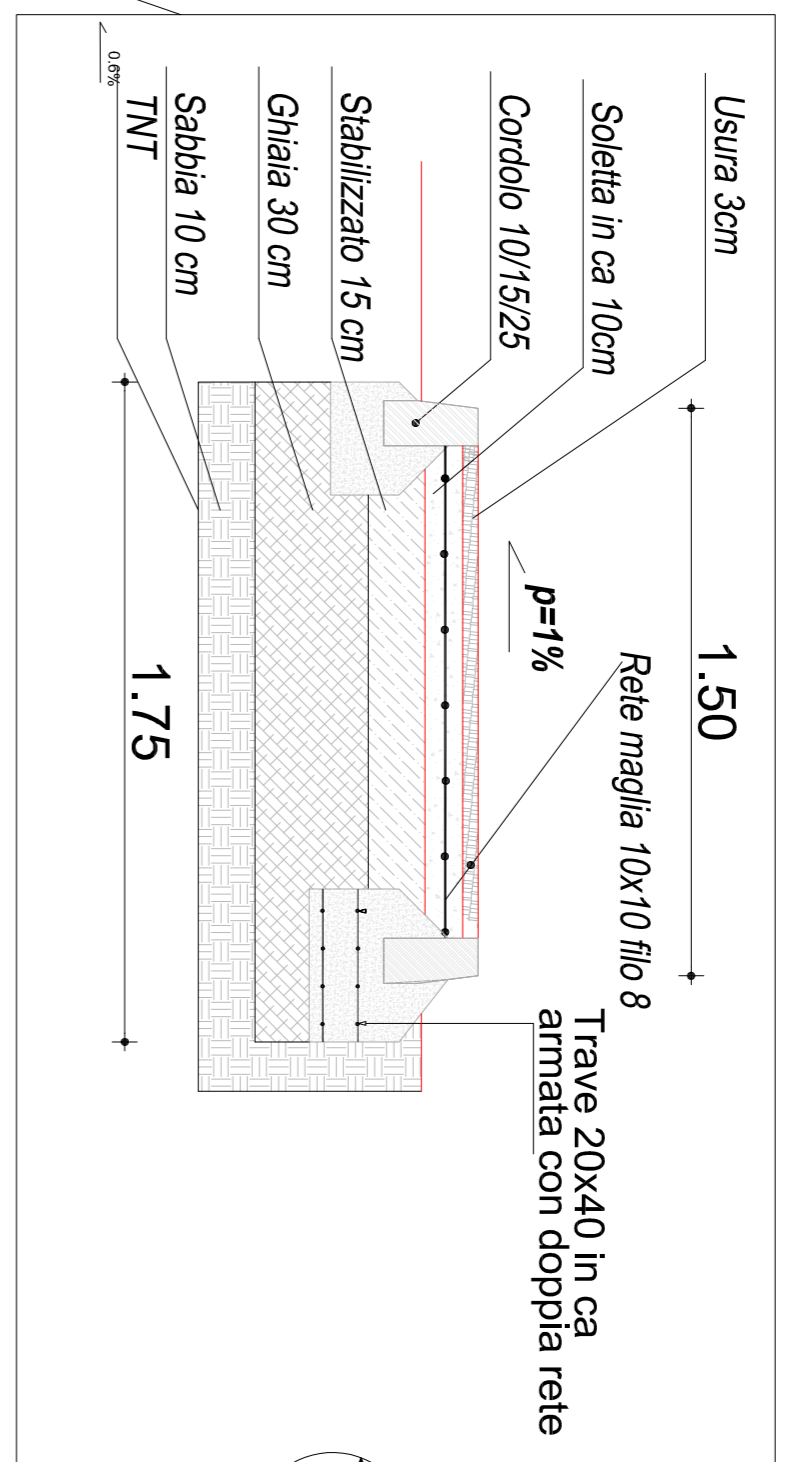 Usura 3cm
Soletta in ca 10cm
Cordolo 10/15/25
Stabilizzato 15 cm
Ghiaia 30 cm
Sabbia 10 cm
TNT
0.6%
1.50
Rete maglia 10x10 filo 8
p=1%
1.75
Trave 20x40 in ca
armata con doppia rete